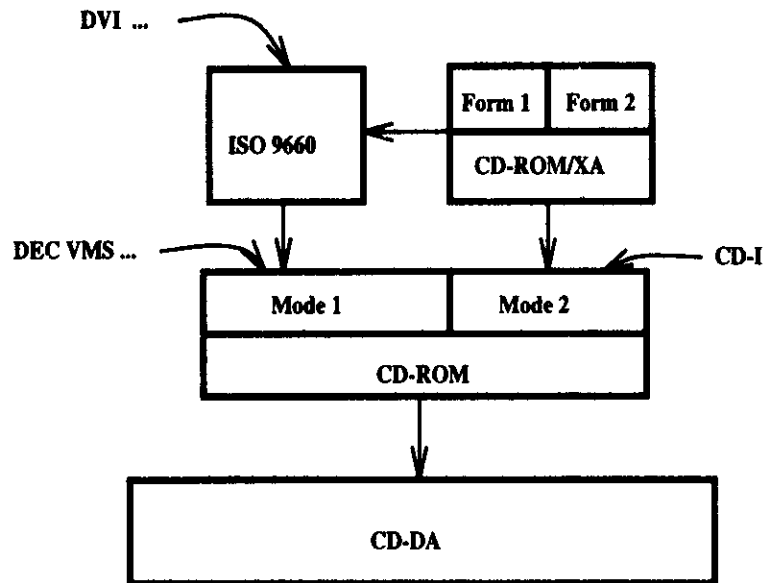 DVI ...
Form 1
Form 2
ISO 9660
CD-ROM/XA
DEC VMS ...
CD-I
Mode 1
Mode 2
CD-ROM
CD-DA